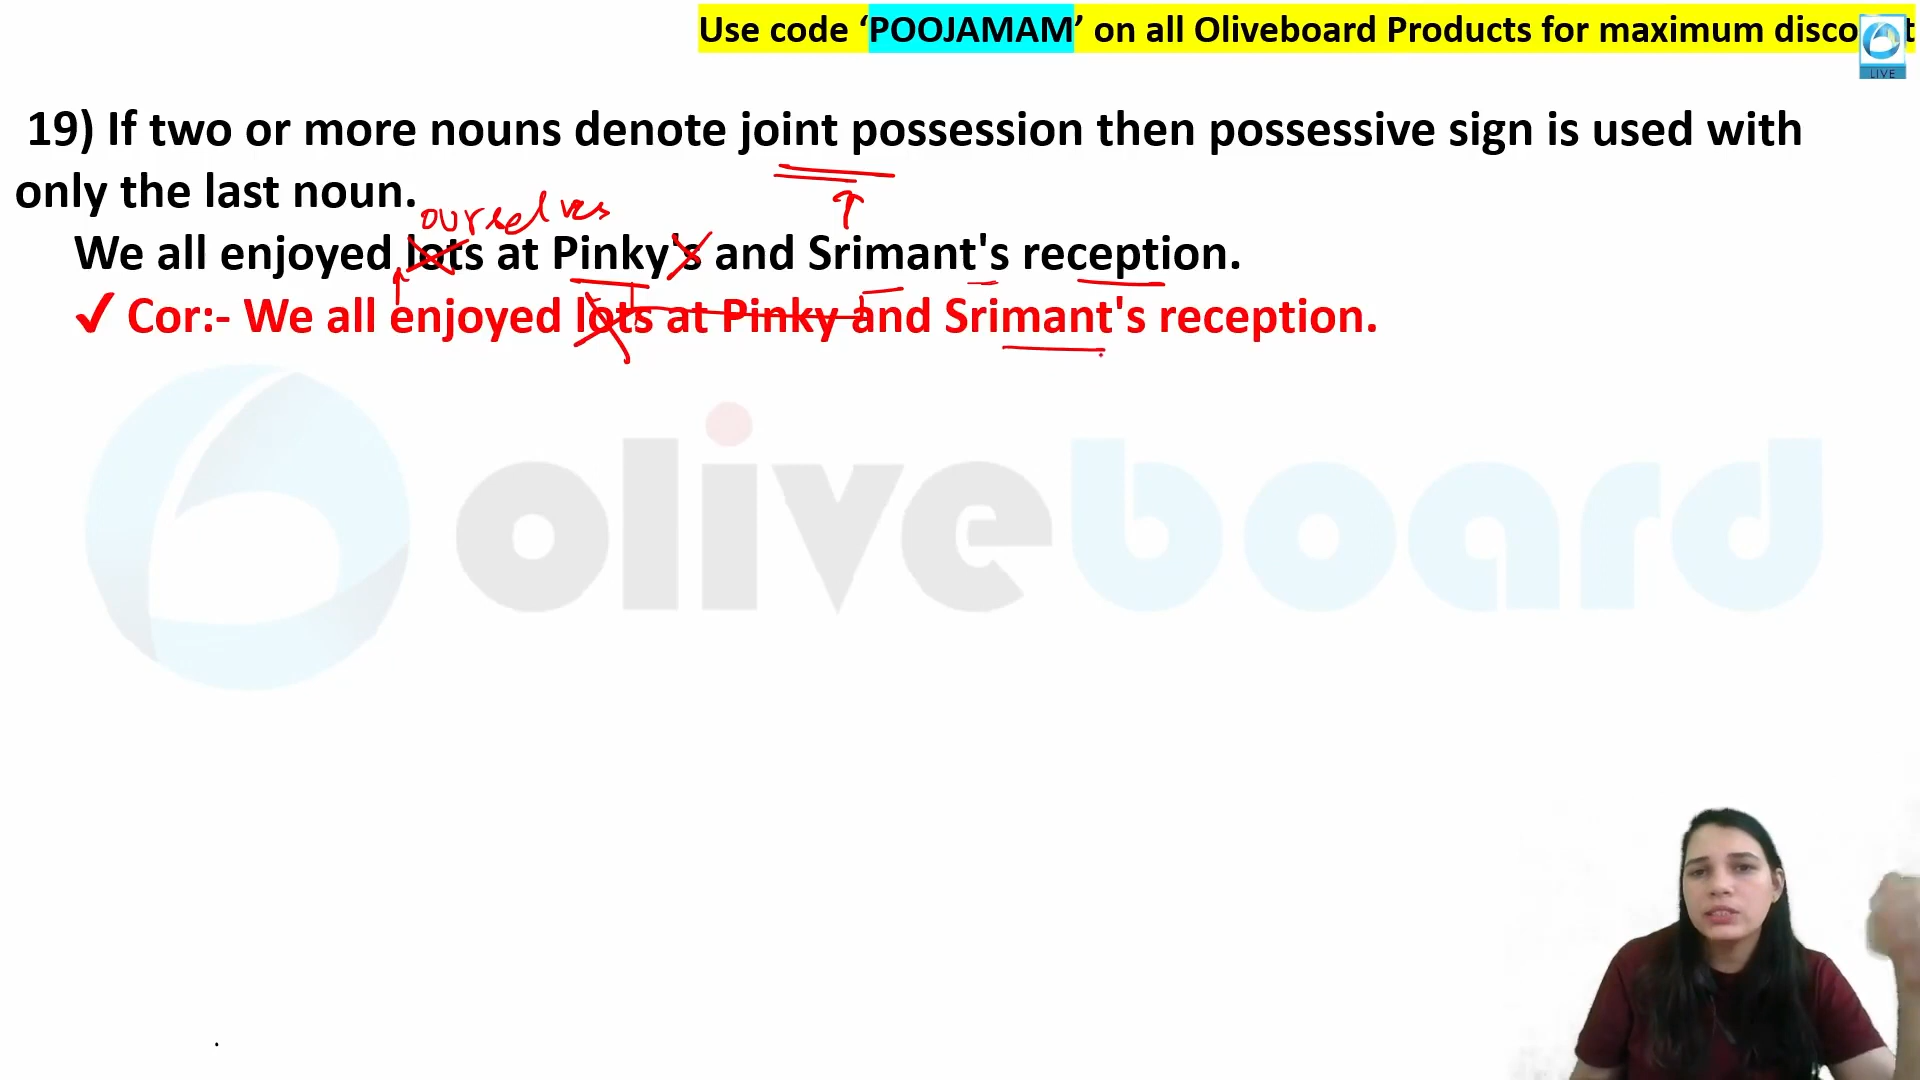 Use code ‘POOJAMAM’ on all Oliveboard Products for maximum disco t
LIVE
19) If two or more nouns denote joint possession then possessive sign is used with
only the last noun.
ourselves
We all enjoyed lots at Pinky's and Srimant's reception.
✓ Cor:- We all enjoyed lots at Pinky and Srimant's reception.
oliveboard